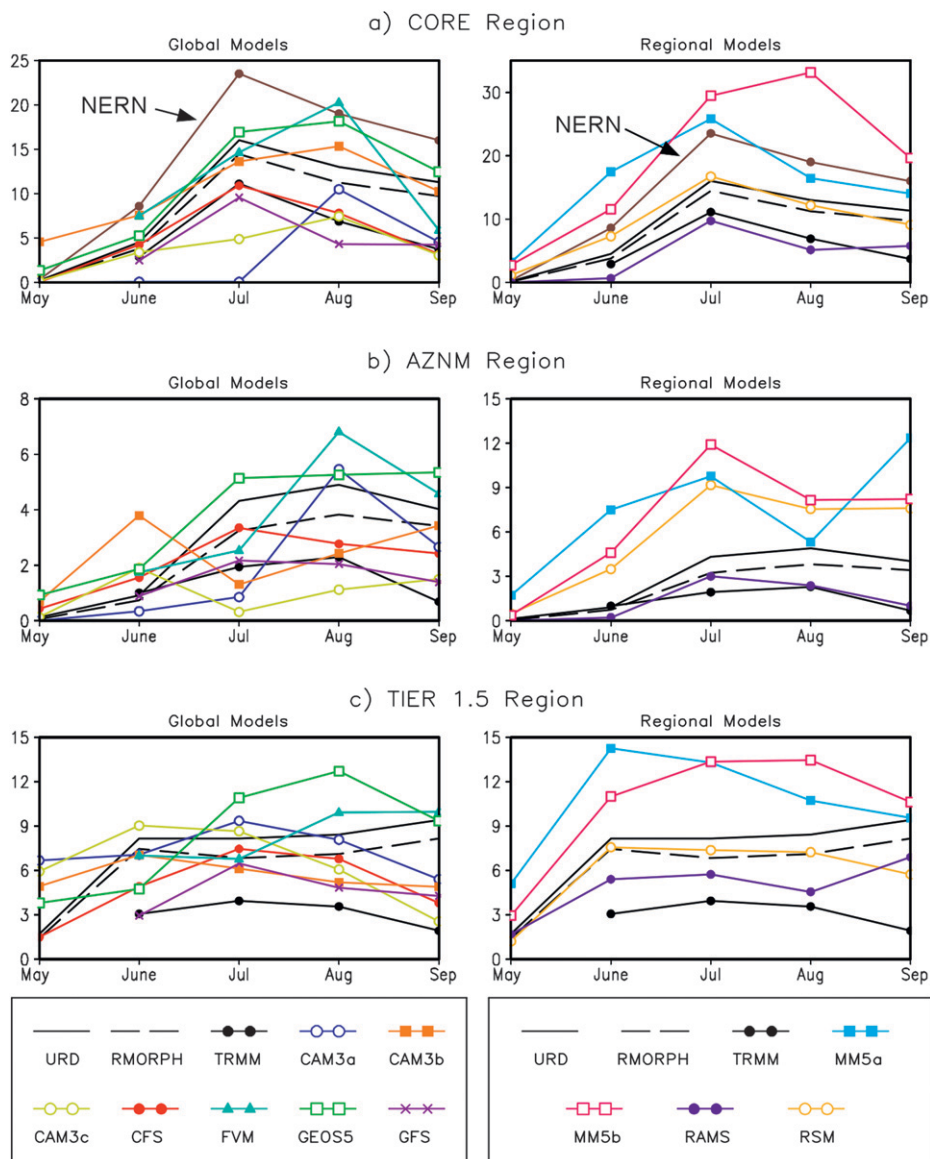 a) CORE Region
Global Models
Regional Models
25
20
15
10
5
0
NERN
May June Jul Aug Sep
30
20
10
0
NERN
May June Jul Aug Sep
b) AZNM Region
Global Models
Regional Models
8
6
4
2
0
May June Jul Aug Sep
15
12
9
6
3
0
May June Jul Aug Sep
c) TIER 1.5 Region
Global Models
Regional Models
15
12
9
6
3
0
May June Jul Aug Sep
15
12
9
6
3
0
May June Jul Aug Sep
URD RMORPH TRMM CAM3a CAM3b
CAM3c CFS FVM GEOS5 GFS
URD RMORPH TRMM MM5a
MM5b RAMS RSM